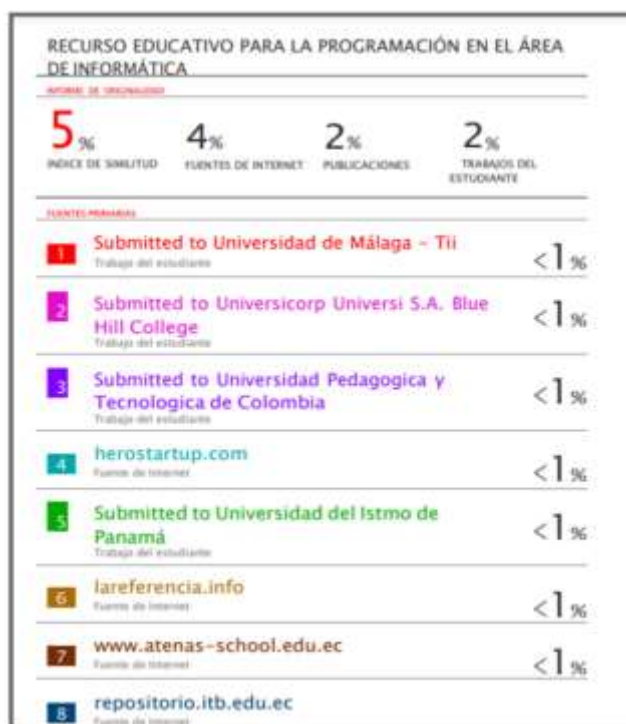 RECURSO EDUCATIVO PARA LA PROGRAMACIÓN EN EL ÁREA
DE INFORMÁTICA
INFORME DE ORIGINALIDAD
5%
4%
2%
2%
INDICE DE SIMILITUD
FUENTES DE INTERNET
PUBLICACIONES
TRABAJOS DEL
ESTUDIANTE
FUENTES PRIMARIAS
1
Submitted to Universidad de Málaga - Tii
Trabajo del estudiante
<1%
2
Submitted to Universicorp Universi S.A. Blue
Hill College
Trabajo del estudiante
<1%
3
Submitted to Universidad Pedagogica y
Tecnologica de Colombia
Trabajo del estudiante
<1%
4
herostartup.com
Fuente de Internet
<1%
5
Submitted to Universidad del Istmo de
Panamá
Trabajo del estudiante
<1%
6
lareferencia.info
Fuente de Internet
<1%
7
www.atenas-school.edu.ec
Fuente de Internet
<1%
8
repositorio.itb.edu.ec
Fuente de Internet